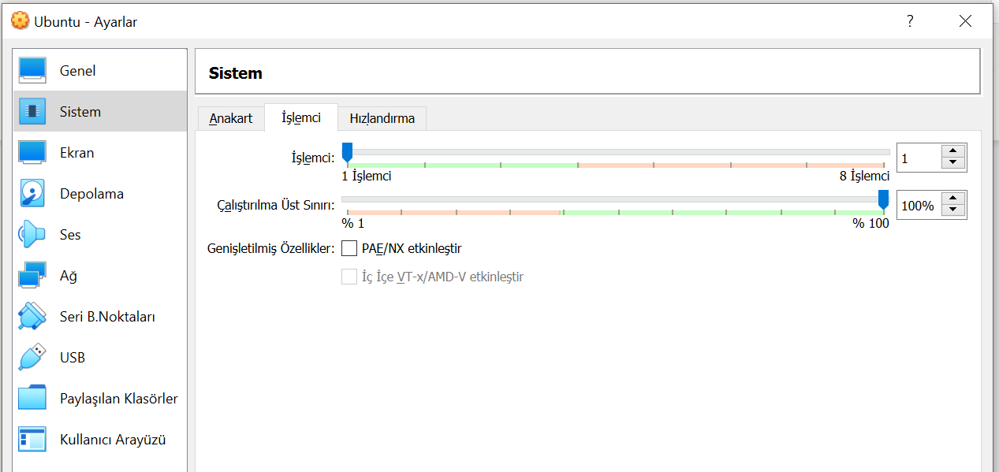 Ubuntu - Ayarlar
?
Genel
Sistem
Ekran
Depolama
Ses
Ağ
Seri B.Noktaları
USB
Paylaşılan Klasörler
Kullanıcı Arayüzü
Sistem
Anakart
İşlemci
Hızlandırma
İşlemci:
1
1 İşlemci
8 İşlemci
Çalıştırılma Üst Sınırı:
100%
% 1
% 100
Genişletilmiş Özellikler:
PAE/NX etkinleştir
İç İçe VT-x/AMD-V etkinleştir